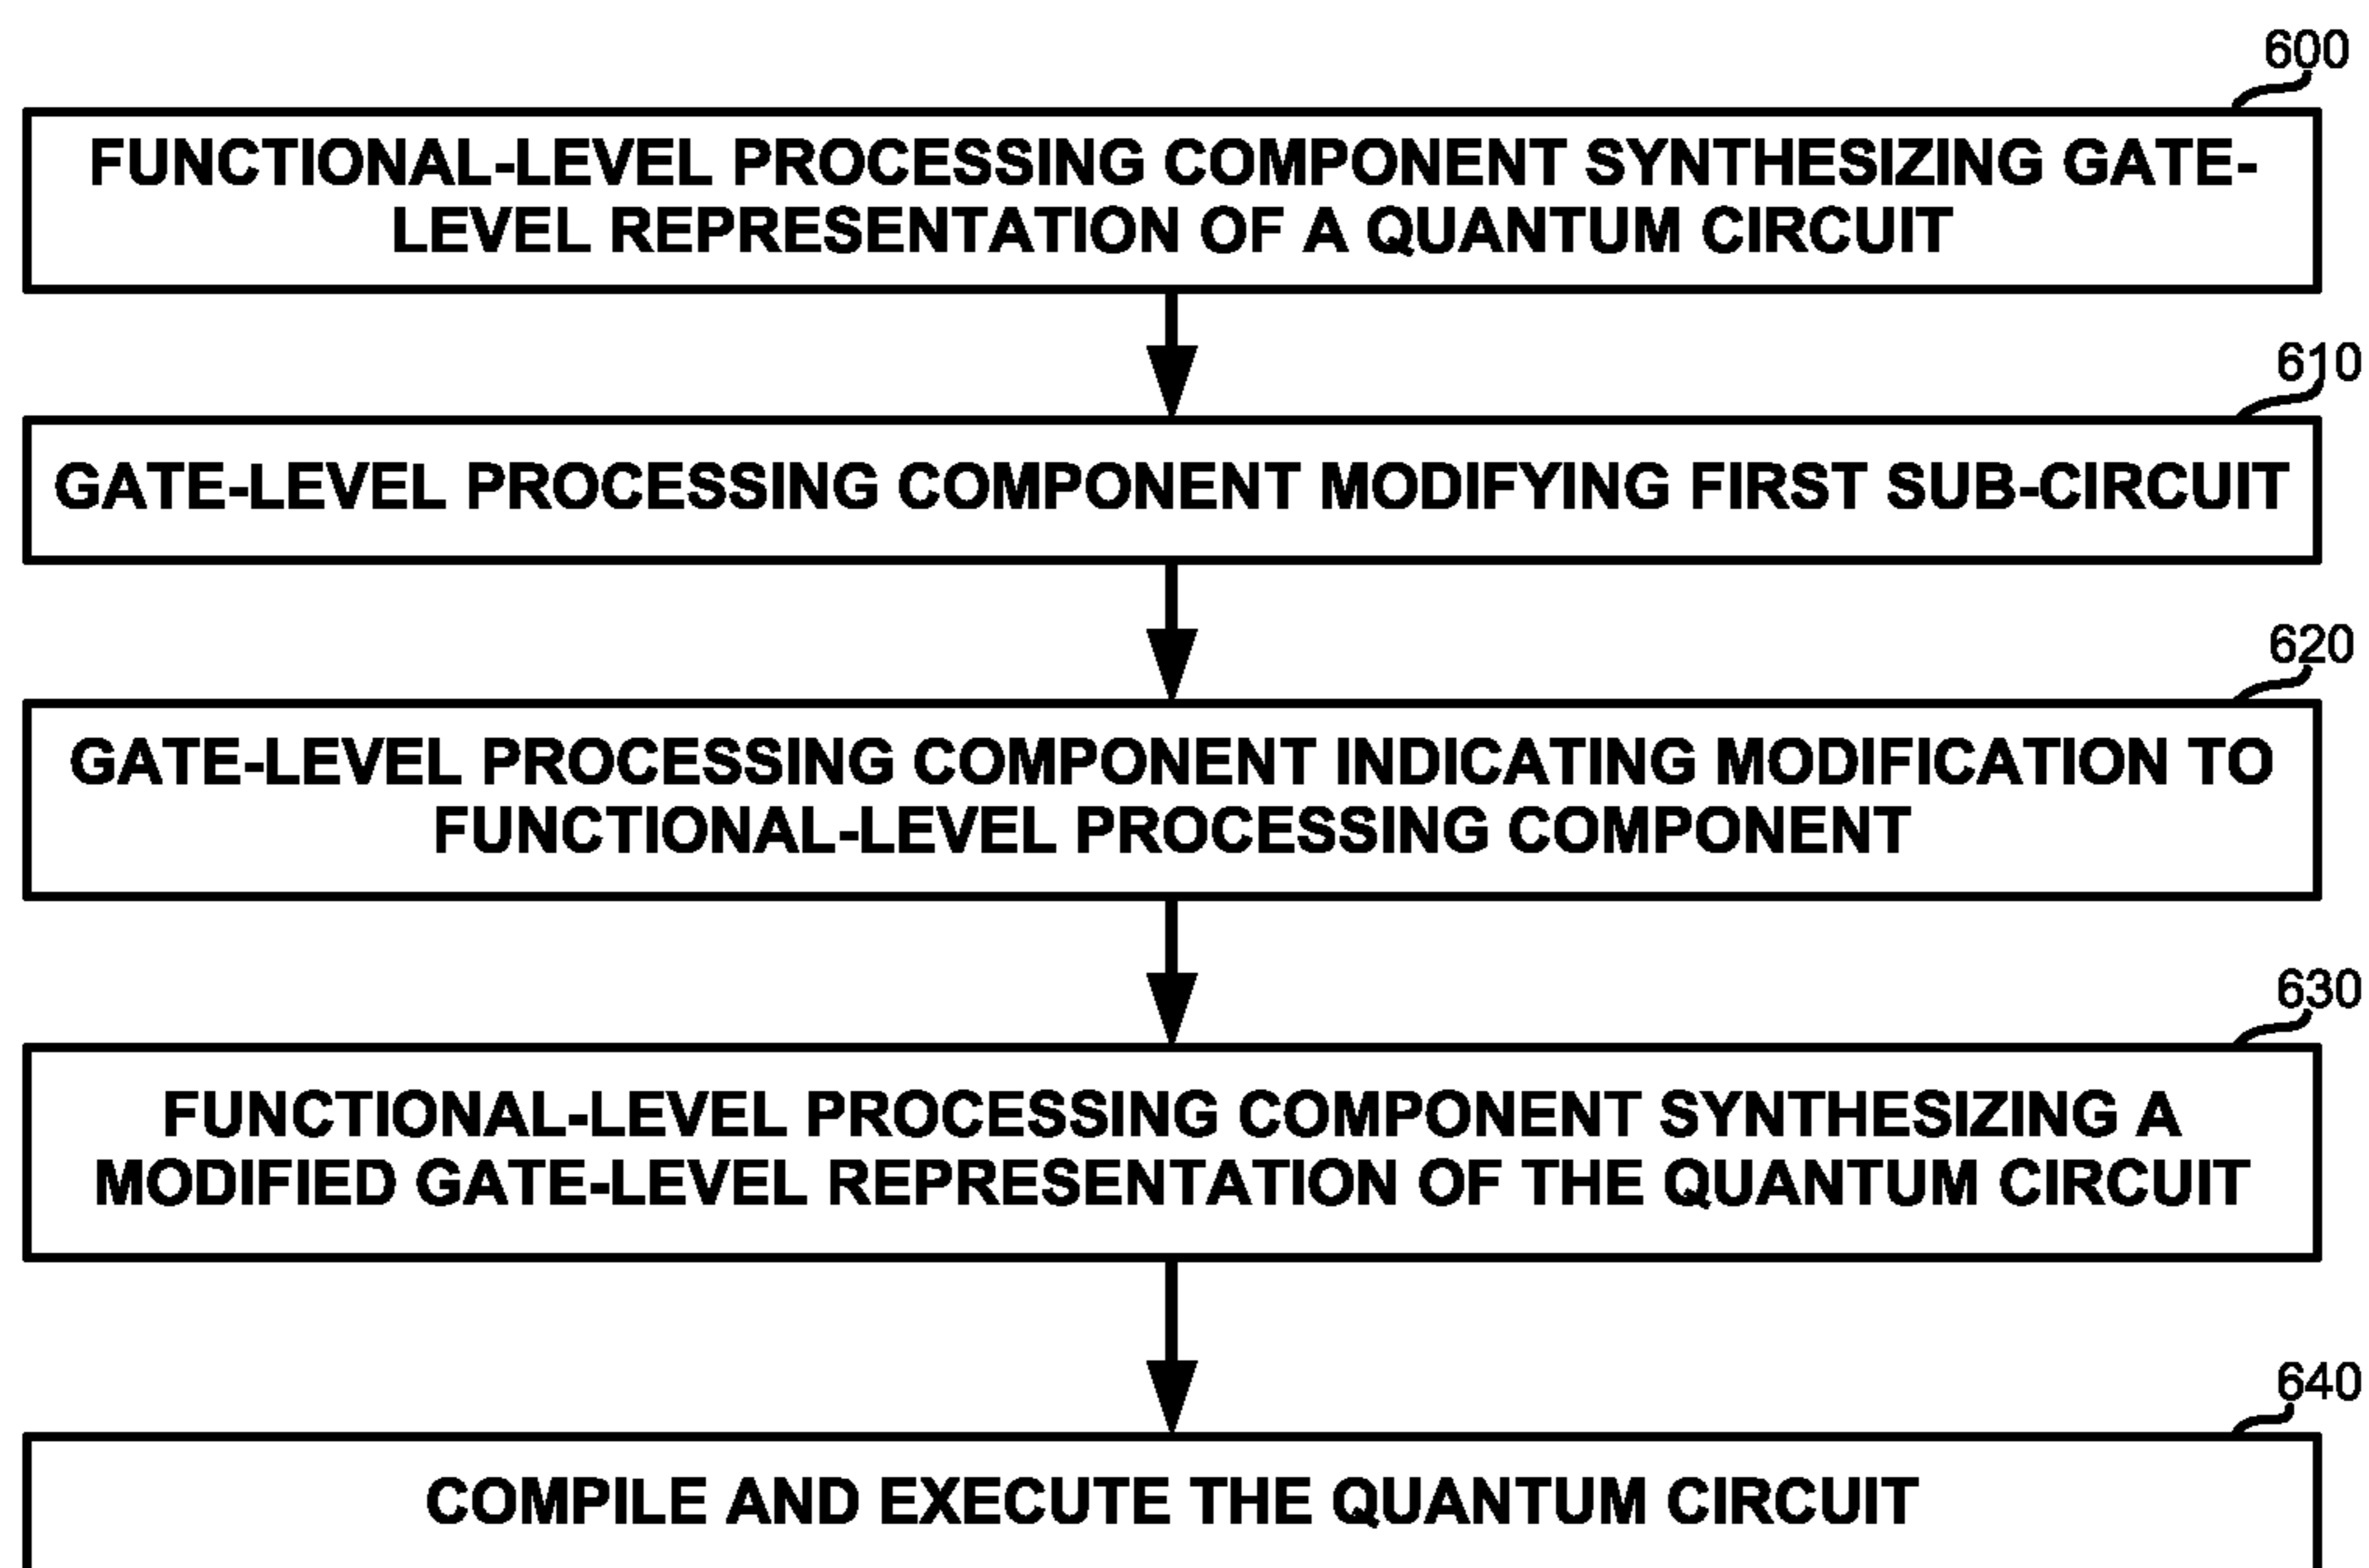 600
FUNCTIONAL-LEVEL PROCESSING COMPONENT SYNTHESIZING GATE-
LEVEL REPRESENTATION OF A QUANTUM CIRCUIT
610
GATE-LEVEL PROCESSING COMPONENT MODIFYING FIRST SUB-CIRCUIT
620
GATE-LEVEL PROCESSING COMPONENT INDICATING MODIFICATION TO
FUNCTIONAL-LEVEL PROCESSING COMPONENT
630
FUNCTIONAL-LEVEL PROCESSING COMPONENT SYNTHESIZING A
MODIFIED GATE-LEVEL REPRESENTATION OF THE QUANTUM CIRCUIT
640
COMPILE AND EXECUTE THE QUANTUM CIRCUIT